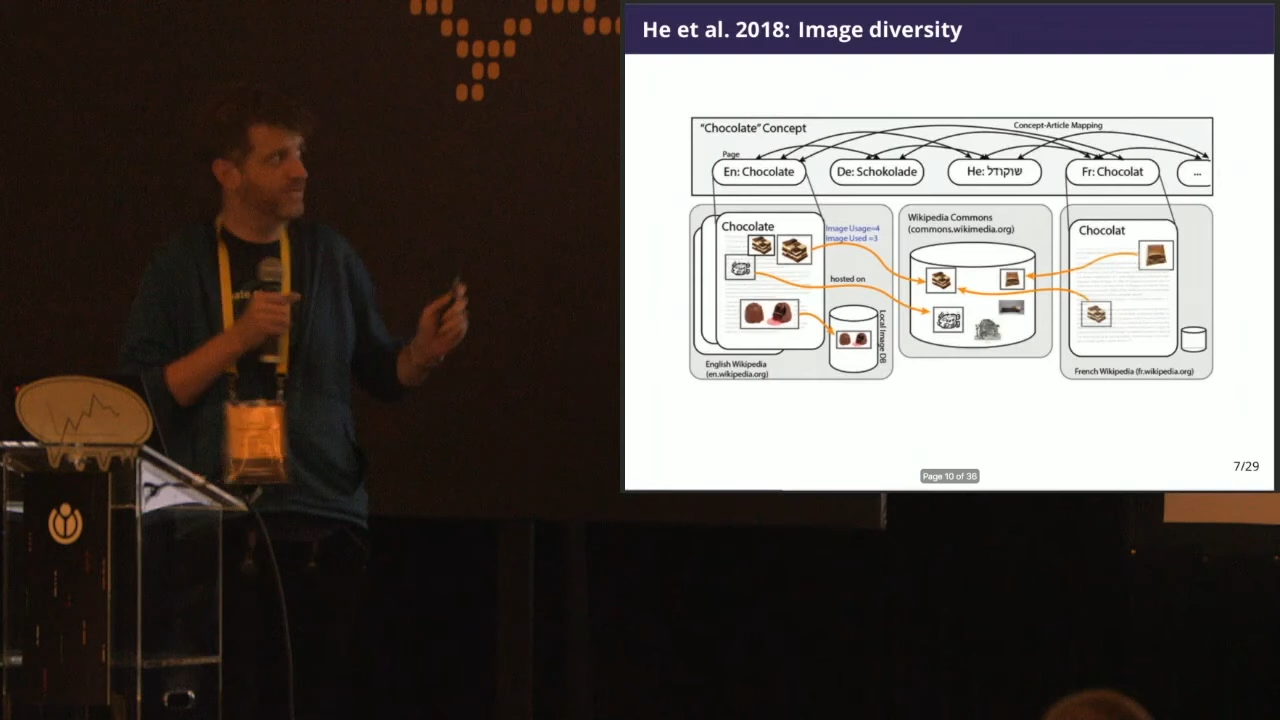 He et al. 2018: Image diversity
"Chocolate" Concept
Concept-Article Mapping
Page
En: Chocolate
De: Schokolade
He: שוקודל
Fr: Chocolat
...
Chocolate
Image Usage=4
Image Used =3
hosted on
Local Image DB
English Wikipedia
(en.wikipedia.org)
Wikipedia Commons
(commons.wikimedia.org)
Chocolat
French Wikipedia (fr.wikipedia.org)
7/29
Page 10 of 36